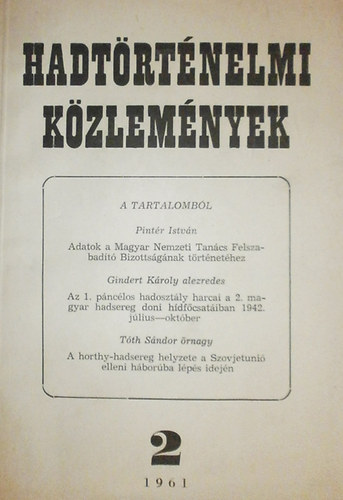 HADTÖRTÉNELMI
KÖZLEMÉNYEK
A TARTALOMBÓL
Pintér István
Adatok a Magyar Nemzeti Tanács Felsza-
badító Bizottságának történetéhez
Gindert Károly alezredes
Az 1. páncélos hadosztály harcai a 2. ma-
gyar hadsereg doni hídfőcsatáiban 1942.
július—október
Tóth Sándor őrnagy
A horthy-hadsereg helyzete a Szovjetunió
elleni háborúba lépés idején
2
1961